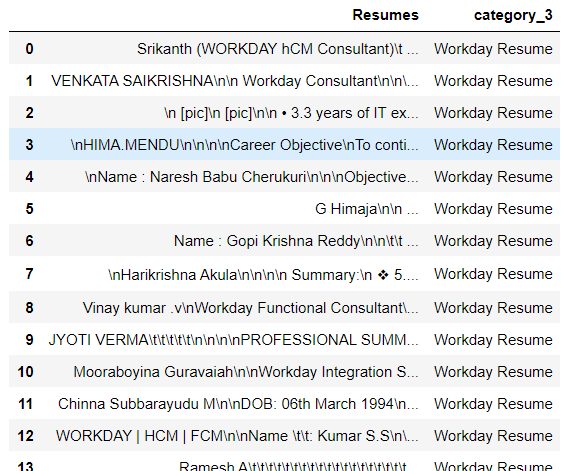 Resumes category_3
0 Srikanth (WORKDAY hCM Consultant)\t ... Workday Resume
1 VENKATA SAIKRISHNA\n\n Workday Consultant\n\n\... Workday Resume
2 \n [pic]\n [pic]\n\n • 3.3 years of IT ex... Workday Resume
3 \nHIMA.MENDU\n\n\n\nCareer Objective\nTo conti... Workday Resume
4 \nName : Naresh Babu Cherukuri\n\n\nObjective... Workday Resume
5 G Himaja\n\n ... Workday Resume
6 Name : Gopi Krishna Reddy\n\n\t\t ... Workday Resume
7 \nHarikrishna Akula\n\n\n\n Summary:\n ❖ 5.... Workday Resume
8 Vinay kumar .v\nWorkday Functional Consultant\... Workday Resume
9 JYOTI VERMA\t\t\t\t\t\n\n\n\nPROFESSIONAL SUMM... Workday Resume
10 Mooraboyina Guravaiah\n\nWorkday Integration S... Workday Resume
11 Chinna Subbarayudu M\n\nDOB: 06th March 1994\n... Workday Resume
12 WORKDAY | HCM | FCM\n\nName \t\t: Kumar S.S\n\... Workday Resume
13 Ramesh A\t\t\t\t\t\t\t\t\t\t\t\t\t\t\t\t\t\t... Workday Resume